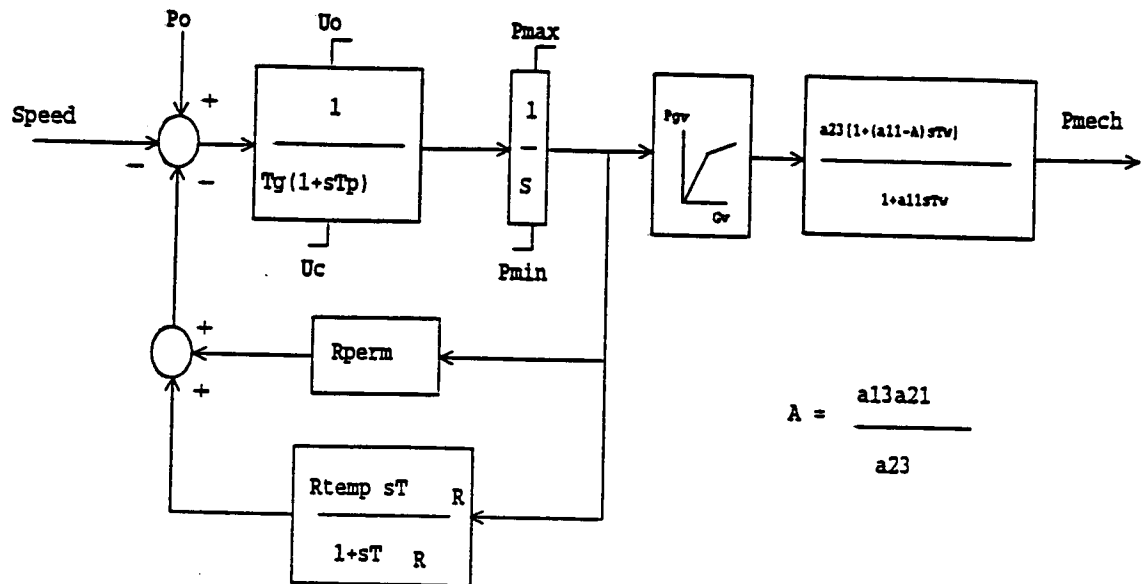 Po
Uo
Pmax
Speed
+
-
-
1
Tg(1+sTp)
1
S
Pgv
Gv
a23[1+(a11-A)sTw]
1+a11sTw
Pmech
Uc
Pmin
+
+
Rperm
A =
a13a21
a23
Rtemp sT R
1+sT R